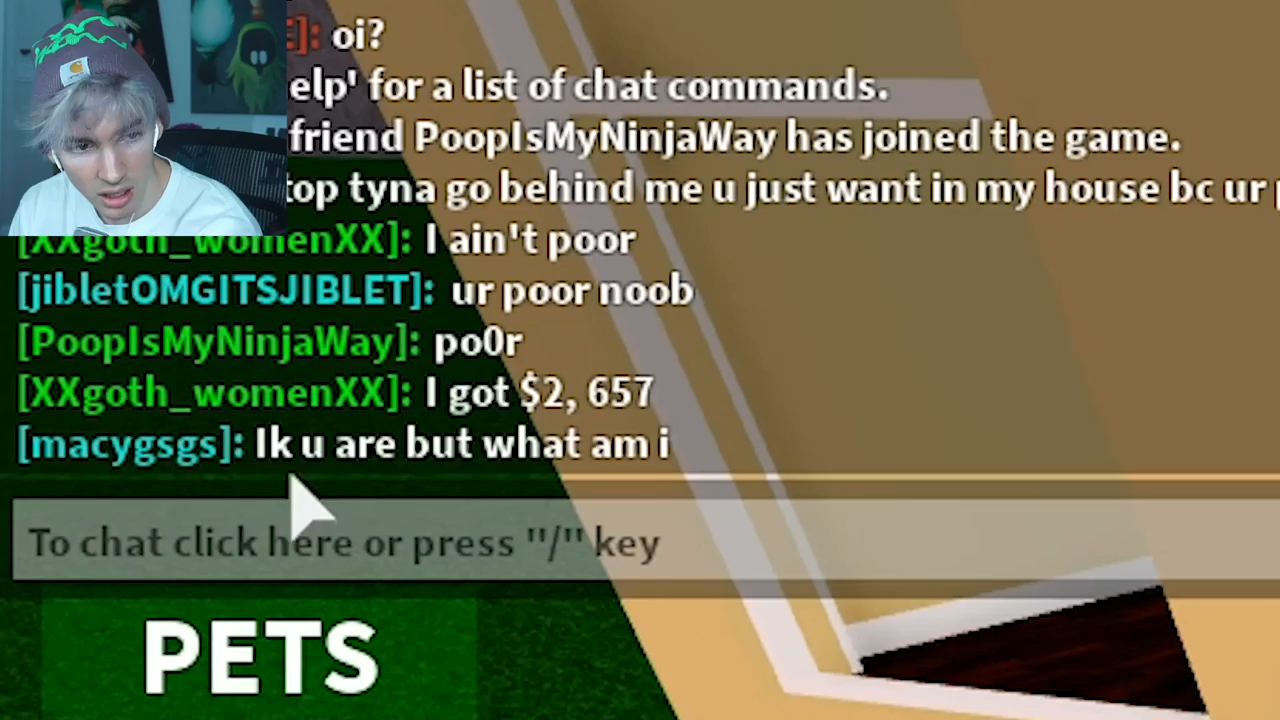 ]: oi?
elp' for a list of chat commands.
friend PoopIsMyNinjaWay has joined the game.
top tyna go behind me u just want in my house bc ur
[XXgoth_womenXX]: I ain't poor
[jibletOMGITSJIBLET]: ur poor noob
[PoopIsMyNinjaWay]: po0r
[XXgoth_womenXX]: I got $2, 657
[macygsgs]: Ik u are but what am i
To chat click here or press "/" key
PETS